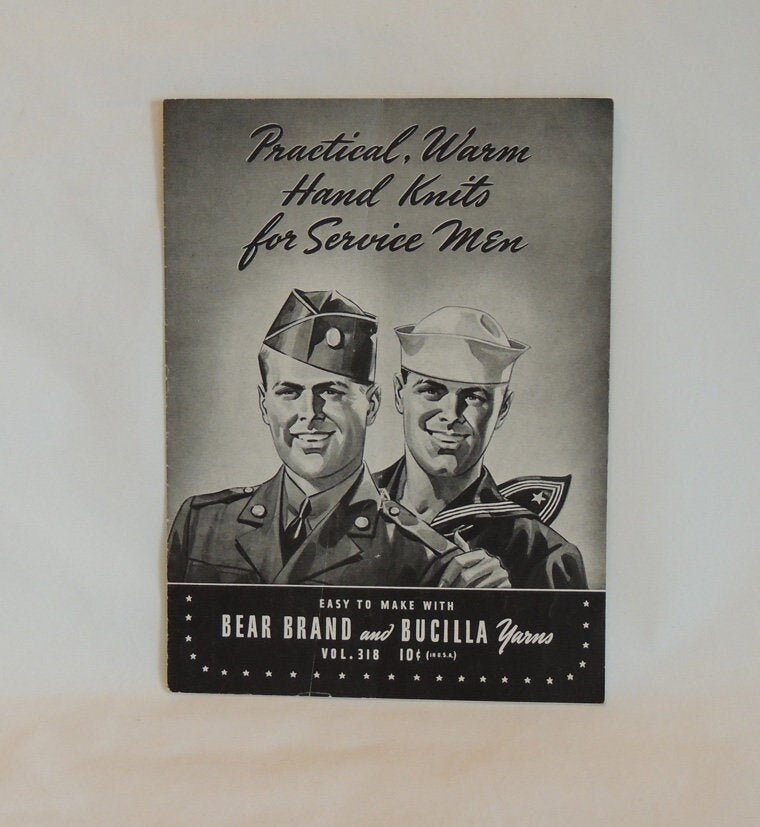 Practical, Warm
Hand Knits
for Service Men
EASY TO MAKE WITH
BEAR BRAND and BUCILLA Yarns
VOL. 318 10¢ (IN U.S.A.)